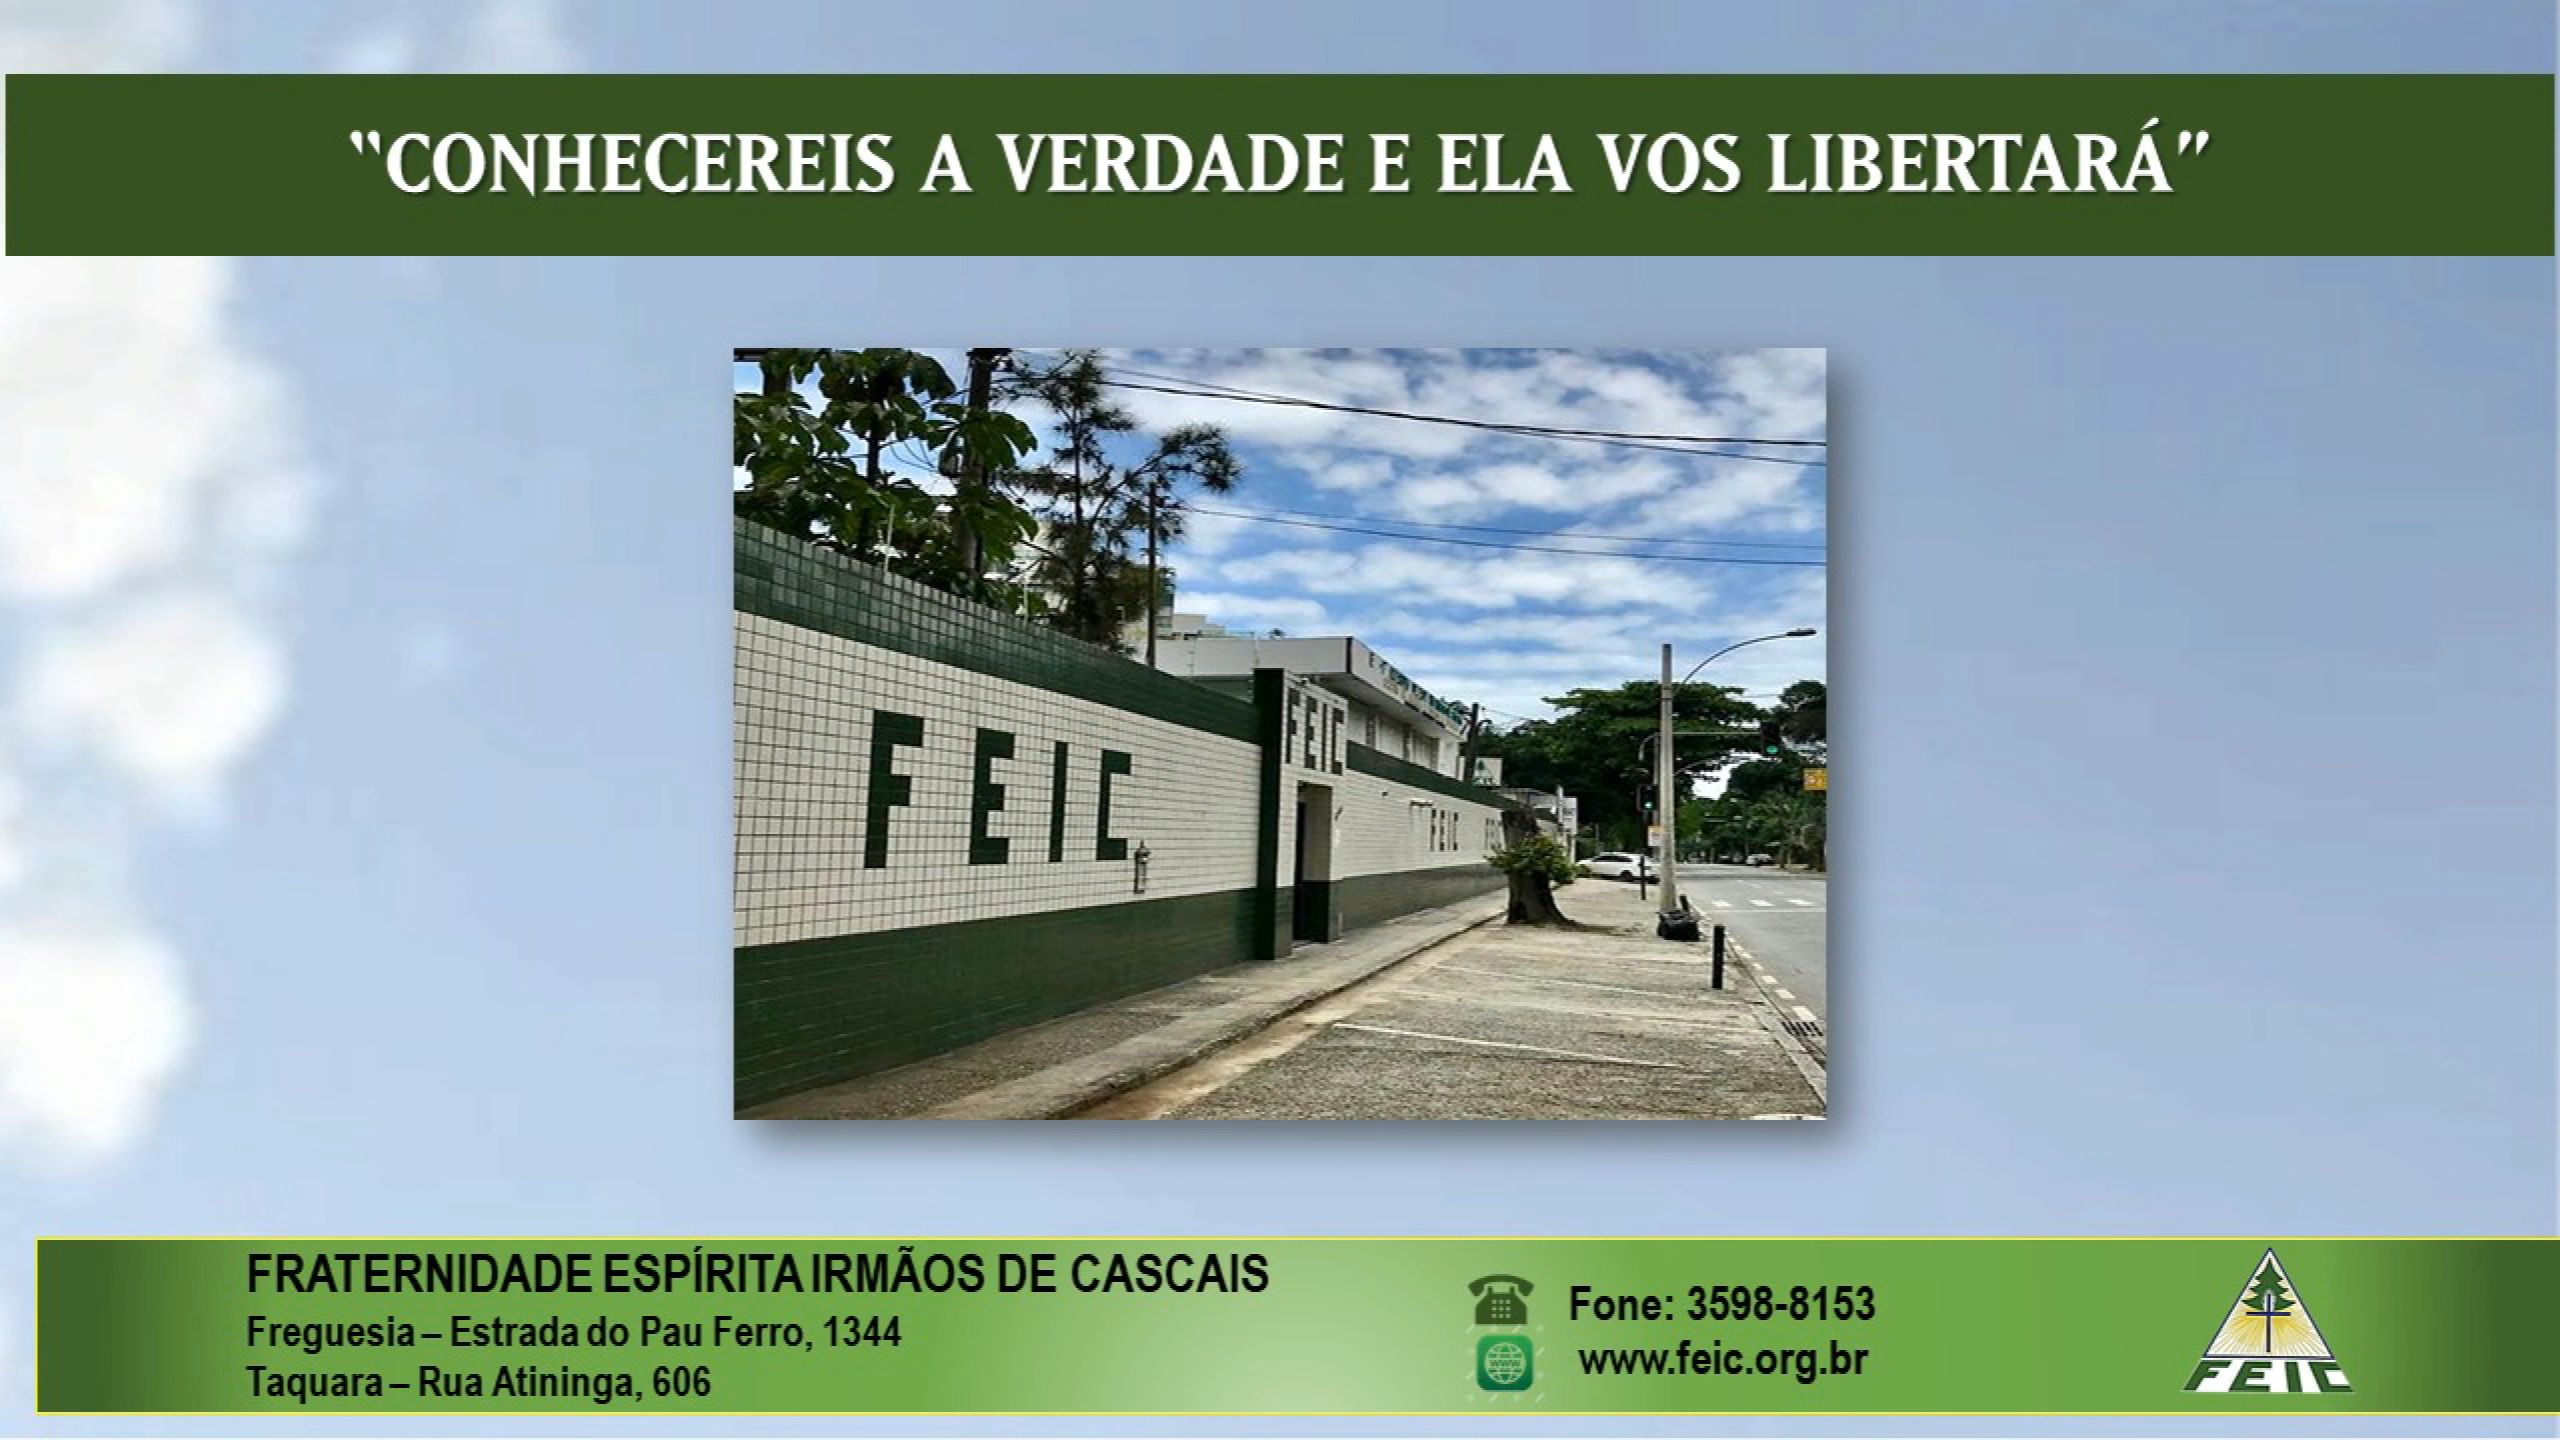 “CONHECEREIS A VERDADE E ELA VOS LIBERTARÁ”
FEIC
FEIC
FEIC
FRATERNIDADE ESPÍRITA IRMÃOS DE CASCAIS
Freguesia – Estrada do Pau Ferro, 1344
Taquara – Rua Atininga, 606
Fone: 3598-8153
www.feic.org.br
FEIC